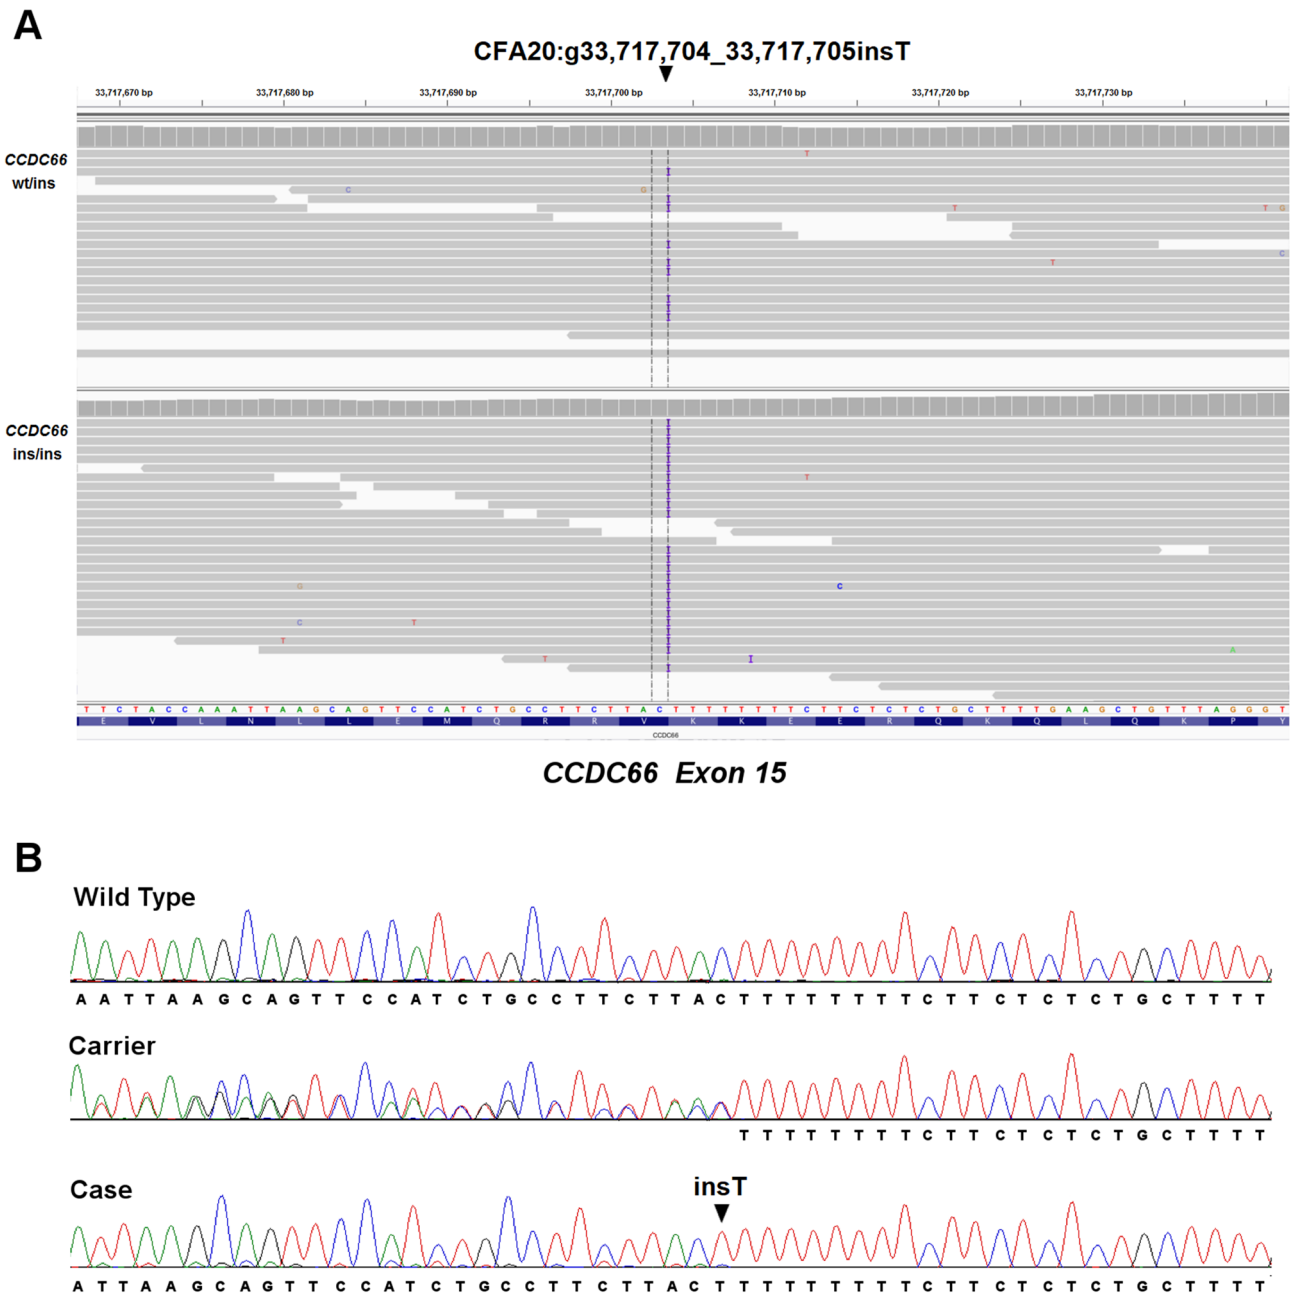 A
CFA20:g33,717,704_33,717,705insT
33,717,670 bp 33,717,680 bp 33,717,690 bp 33,717,700 bp 33,717,710 bp 33,717,720 bp 33,717,730 bp
CCDC66
wt/ins
T
C G
T T G
C
T
CCDC66
ins/ins
T
G C
C T
T
A
T
T T C T A C C A A A T T A A G C A G T T C C A T C T G C C T T C T T A C T T T T T T T T C T T C T C T C T G C T T T T G A A G C T G T T T A G G G T
E V L N L L E M Q R R V K K E E R Q K Q L Q K P Y
CCDC66
CCDC66 Exon 15
B
Wild Type
A A T T A A G C A G T T C C A T C T G C C T T C T T A C T T T T T T T T C T T C T C T C T G C T T T T
Carrier
T T T T T T T T C T T C T C T C T G C T T T T
Case
insT
A T T A A G C A G T T C C A T C T G C C T T C T T A C T T T T T T T T T C T T C T C T C T G C T T T T